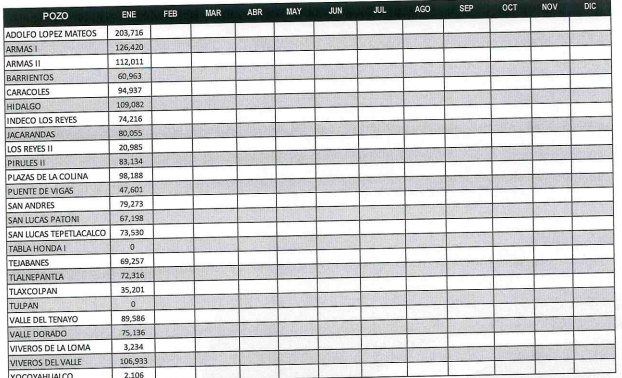 POZO ENE FEB MAR ABR MAY JUN JUL AGO SEP OCT NOV DIC
ADOLFO LOPEZ MATEOS 203,716
ARMAS I 126,420
ARMAS II 112,011
BARRIENTOS 60,963
CARACOLES 94,937
HIDALGO 109,082
INDECO LOS REYES 74,216
JACARANDAS 80,055
LOS REYES II 20,985
PIRULES II 83,134
PLAZAS DE LA COLINA 98,188
PUENTE DE VIGAS 47,601
SAN ANDRES 79,273
SAN LUCAS PATONI 67,198
SAN LUCAS TEPETLACALCO 73,530
TABLA HONDA I 0
TEJABANES 69,257
TLALNEPANTLA 72,316
TLAXCOLPAN 35,201
TULPAN 0
VALLE DEL TENAYO 89,586
VALLE DORADO 75,136
VIVEROS DE LA LOMA 3,234
VIVEROS DEL VALLE 106,933
XOCOYAHUALCO 2,106